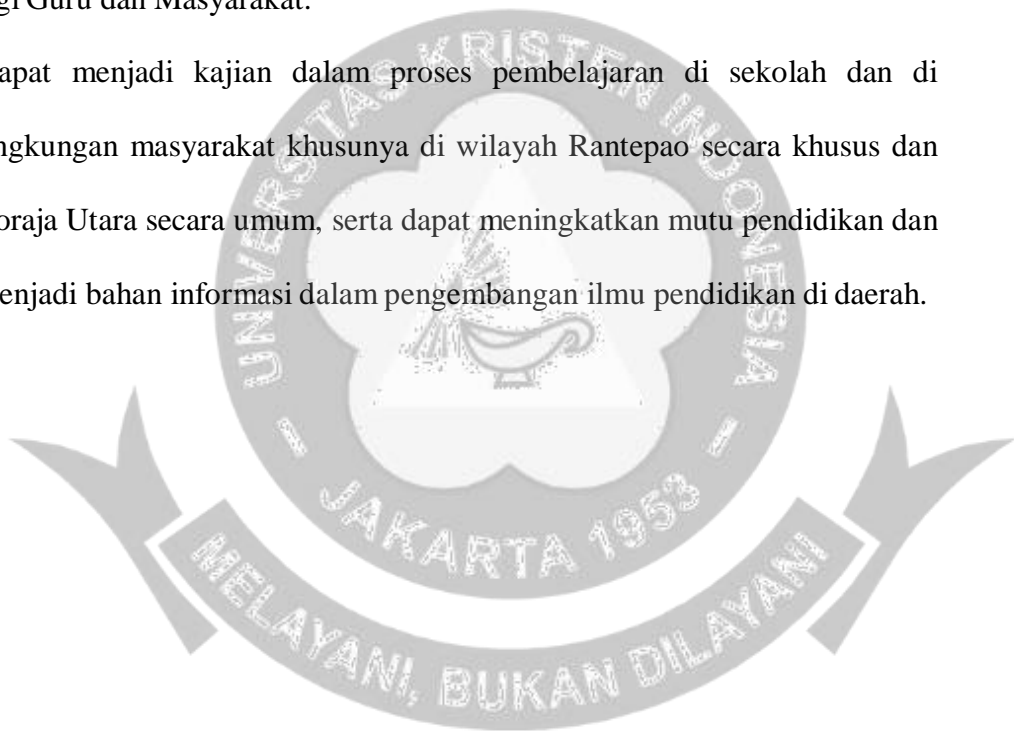 gi Guru dan Masyarakat.
apat menjadi kajian dalam proses pembelajaran di sekolah dan di
ngkungan masyarakat khusunya di wilayah Rantepao secara khusus dan
oraja Utara secara umum, serta dapat meningkatkan mutu pendidikan dan
enjadi bahan informasi dalam pengembangan ilmu pendidikan di daerah.
UNIVERSITAS KRISTEN INDONESIA
- JAKARTA 1953 -
MELAYANI, BUKAN DILAYANI